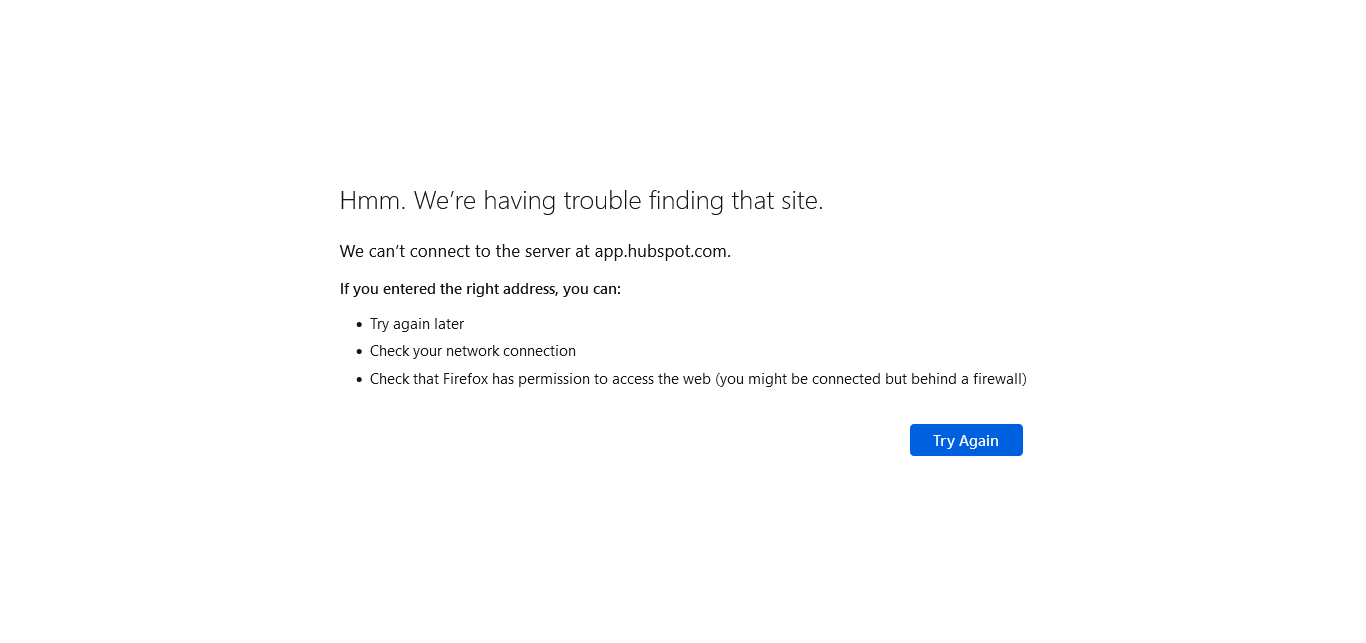 Hmm. We’re having trouble finding that site.
We can’t connect to the server at app.hubspot.com.
If you entered the right address, you can:
• Try again later
• Check your network connection
• Check that Firefox has permission to access the web (you might be connected but behind a firewall)
Try Again